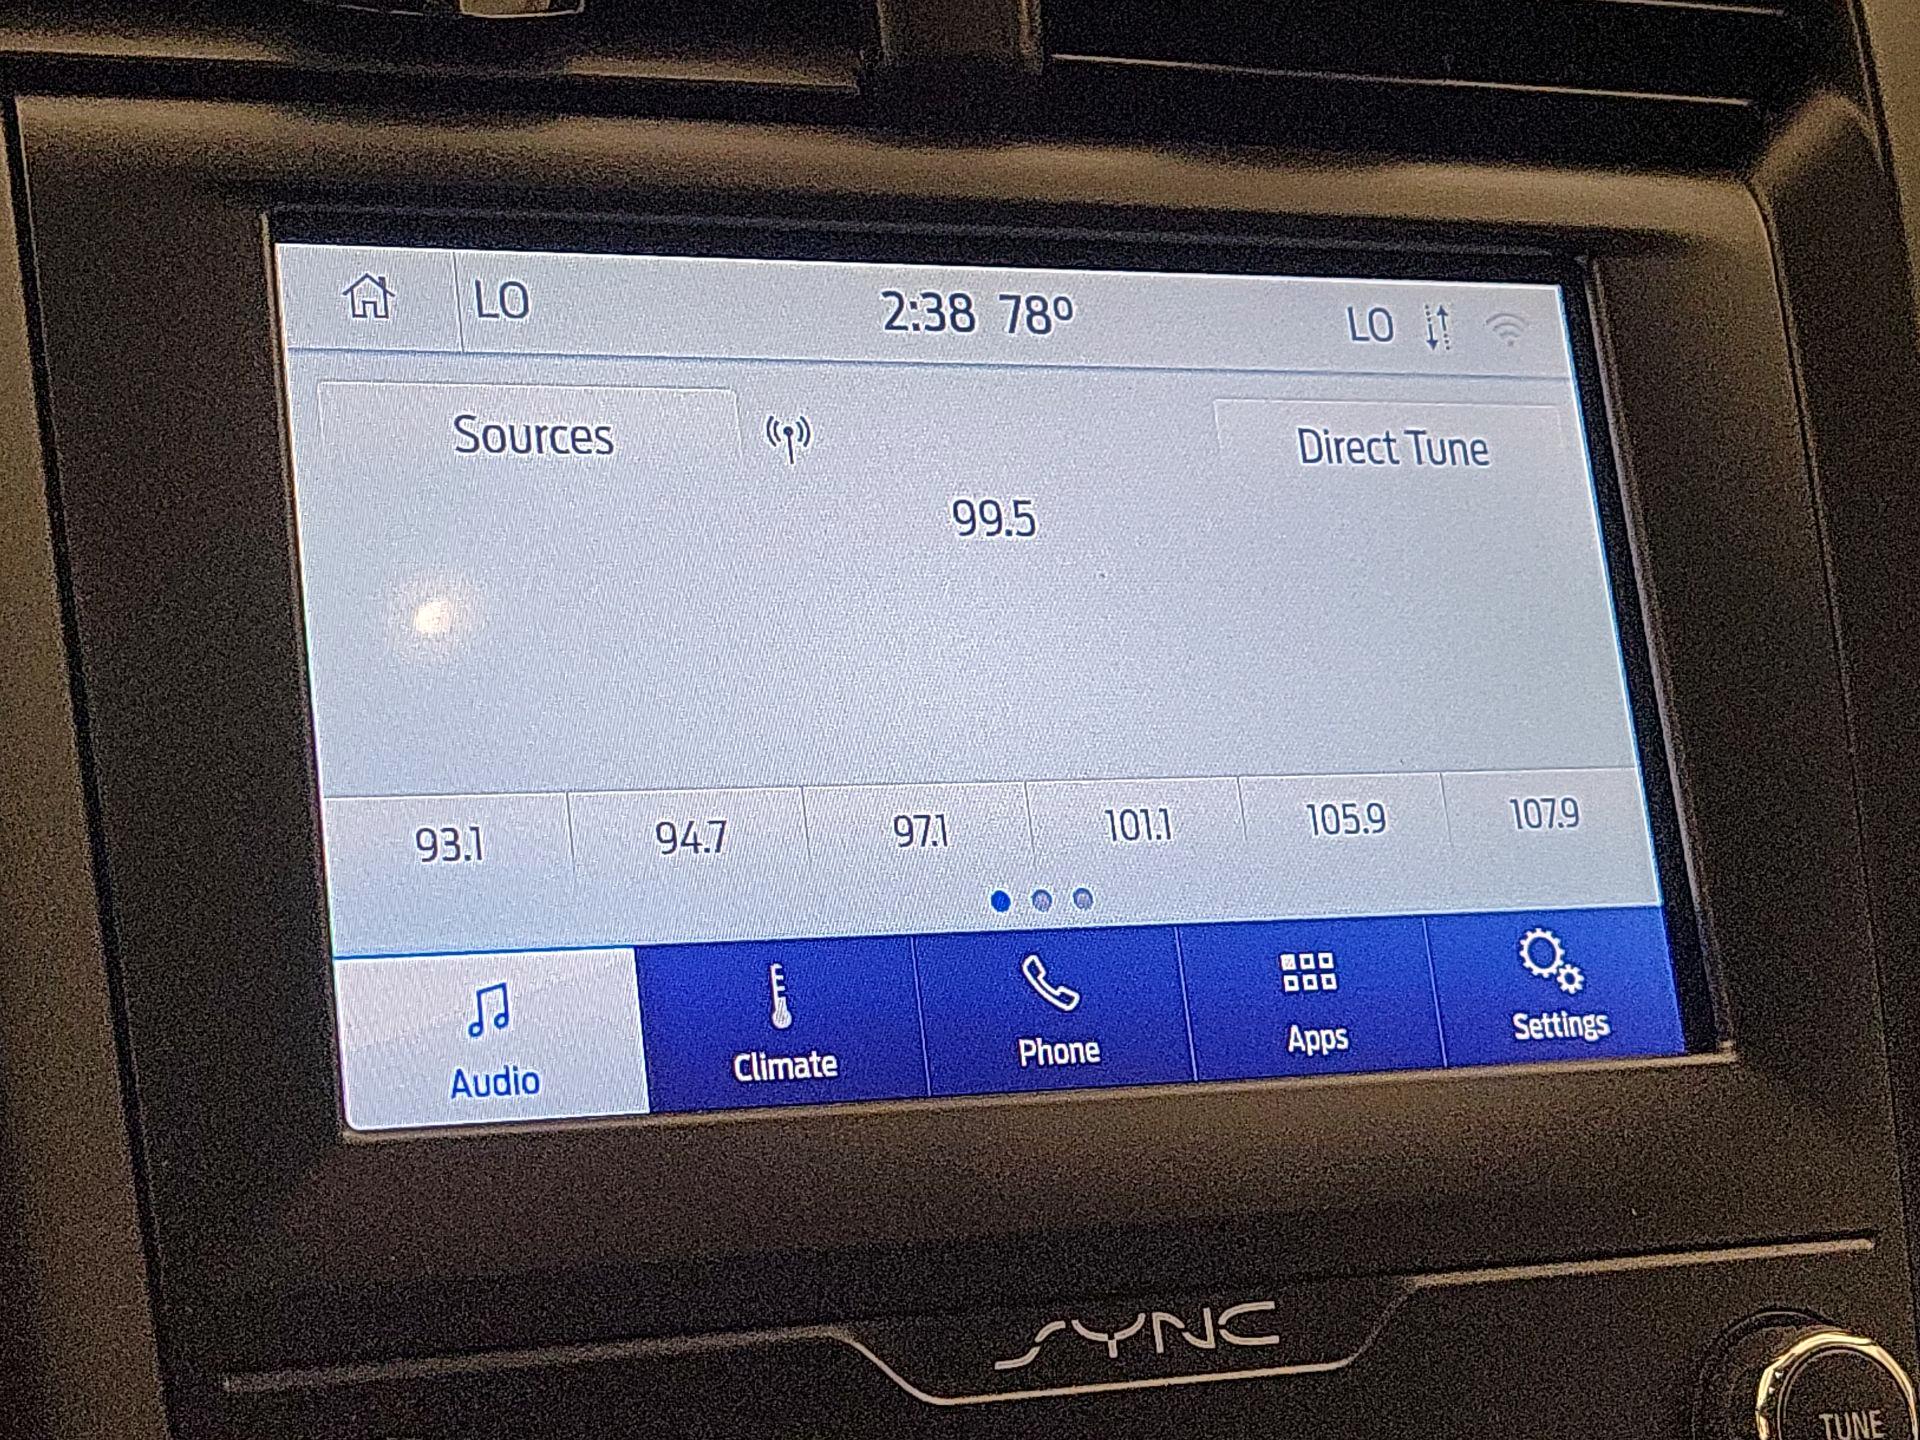 LO 2:38 78° LO
Sources Direct Tune
99.5
93.1 94.7 97.1 101.1 105.9 107.9
Audio Climate Phone Apps Settings
SYNC
TUNE